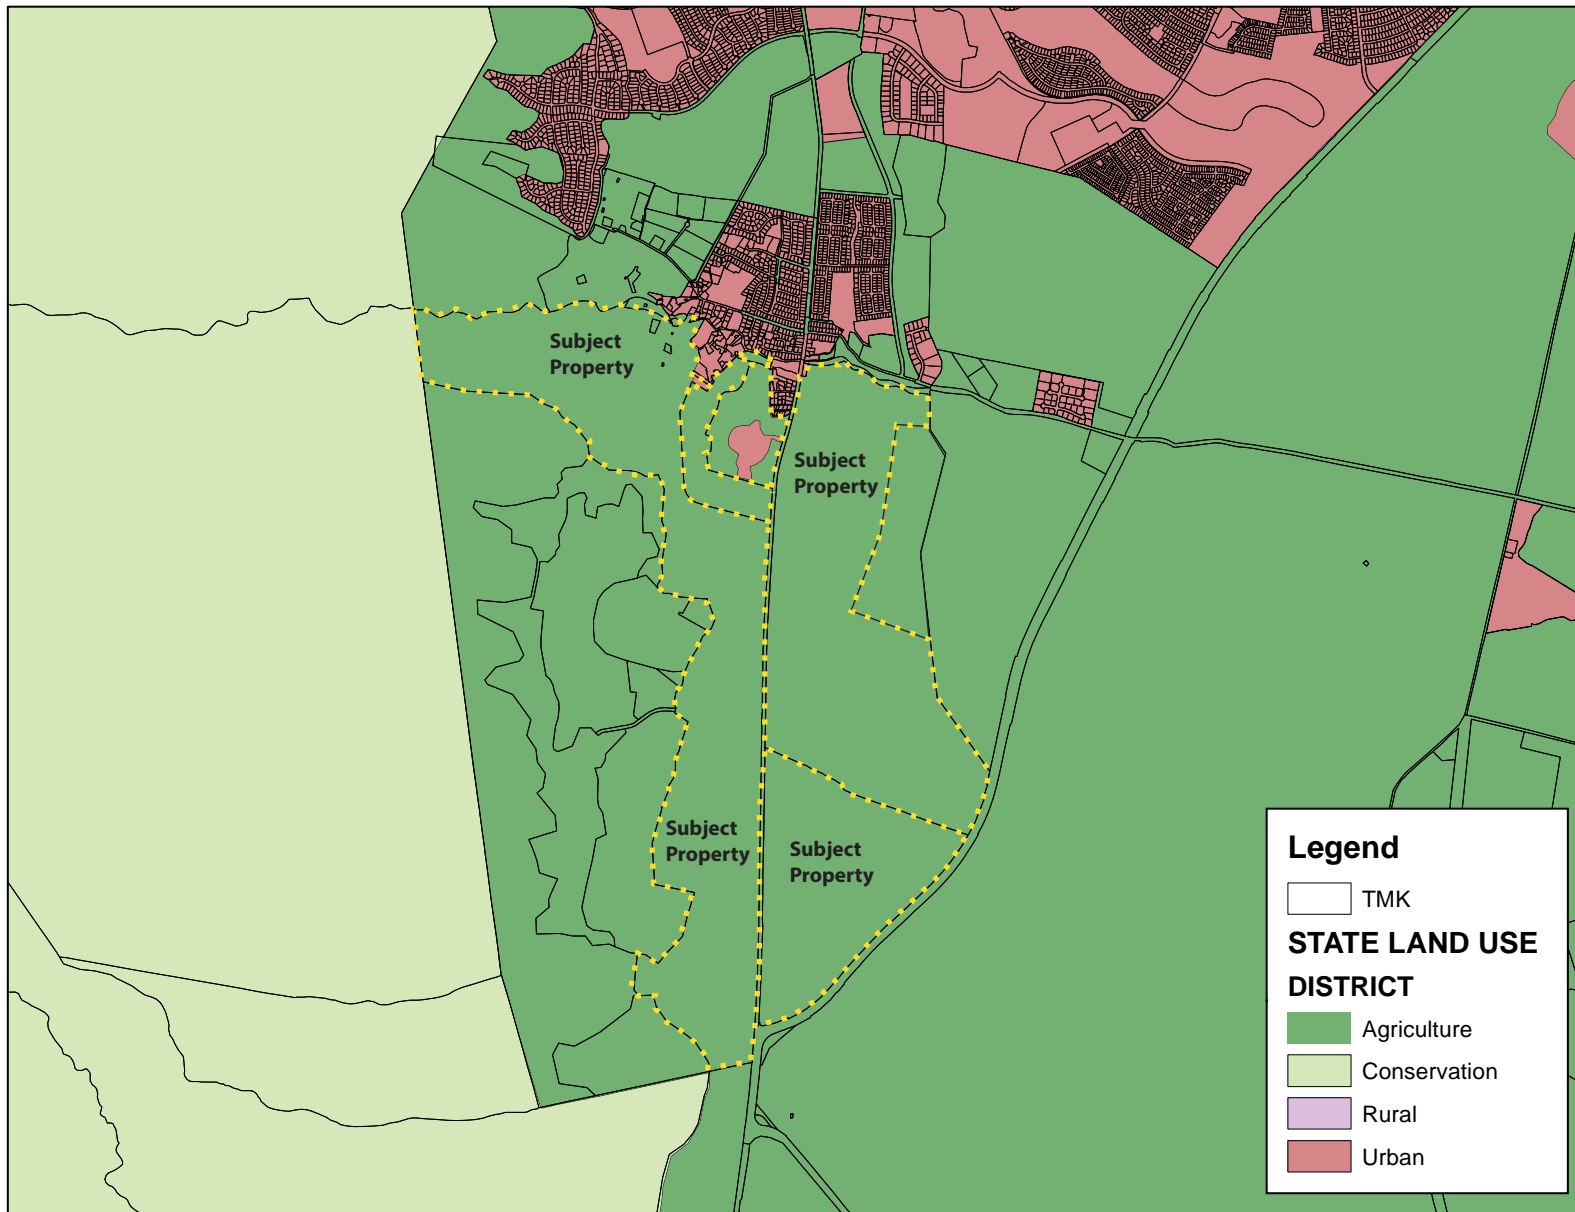 Subject
Property
Subject
Property
Subject
Property
Subject
Property
Legend
TMK
STATE LAND USE
DISTRICT
Agriculture
Conservation
Rural
Urban